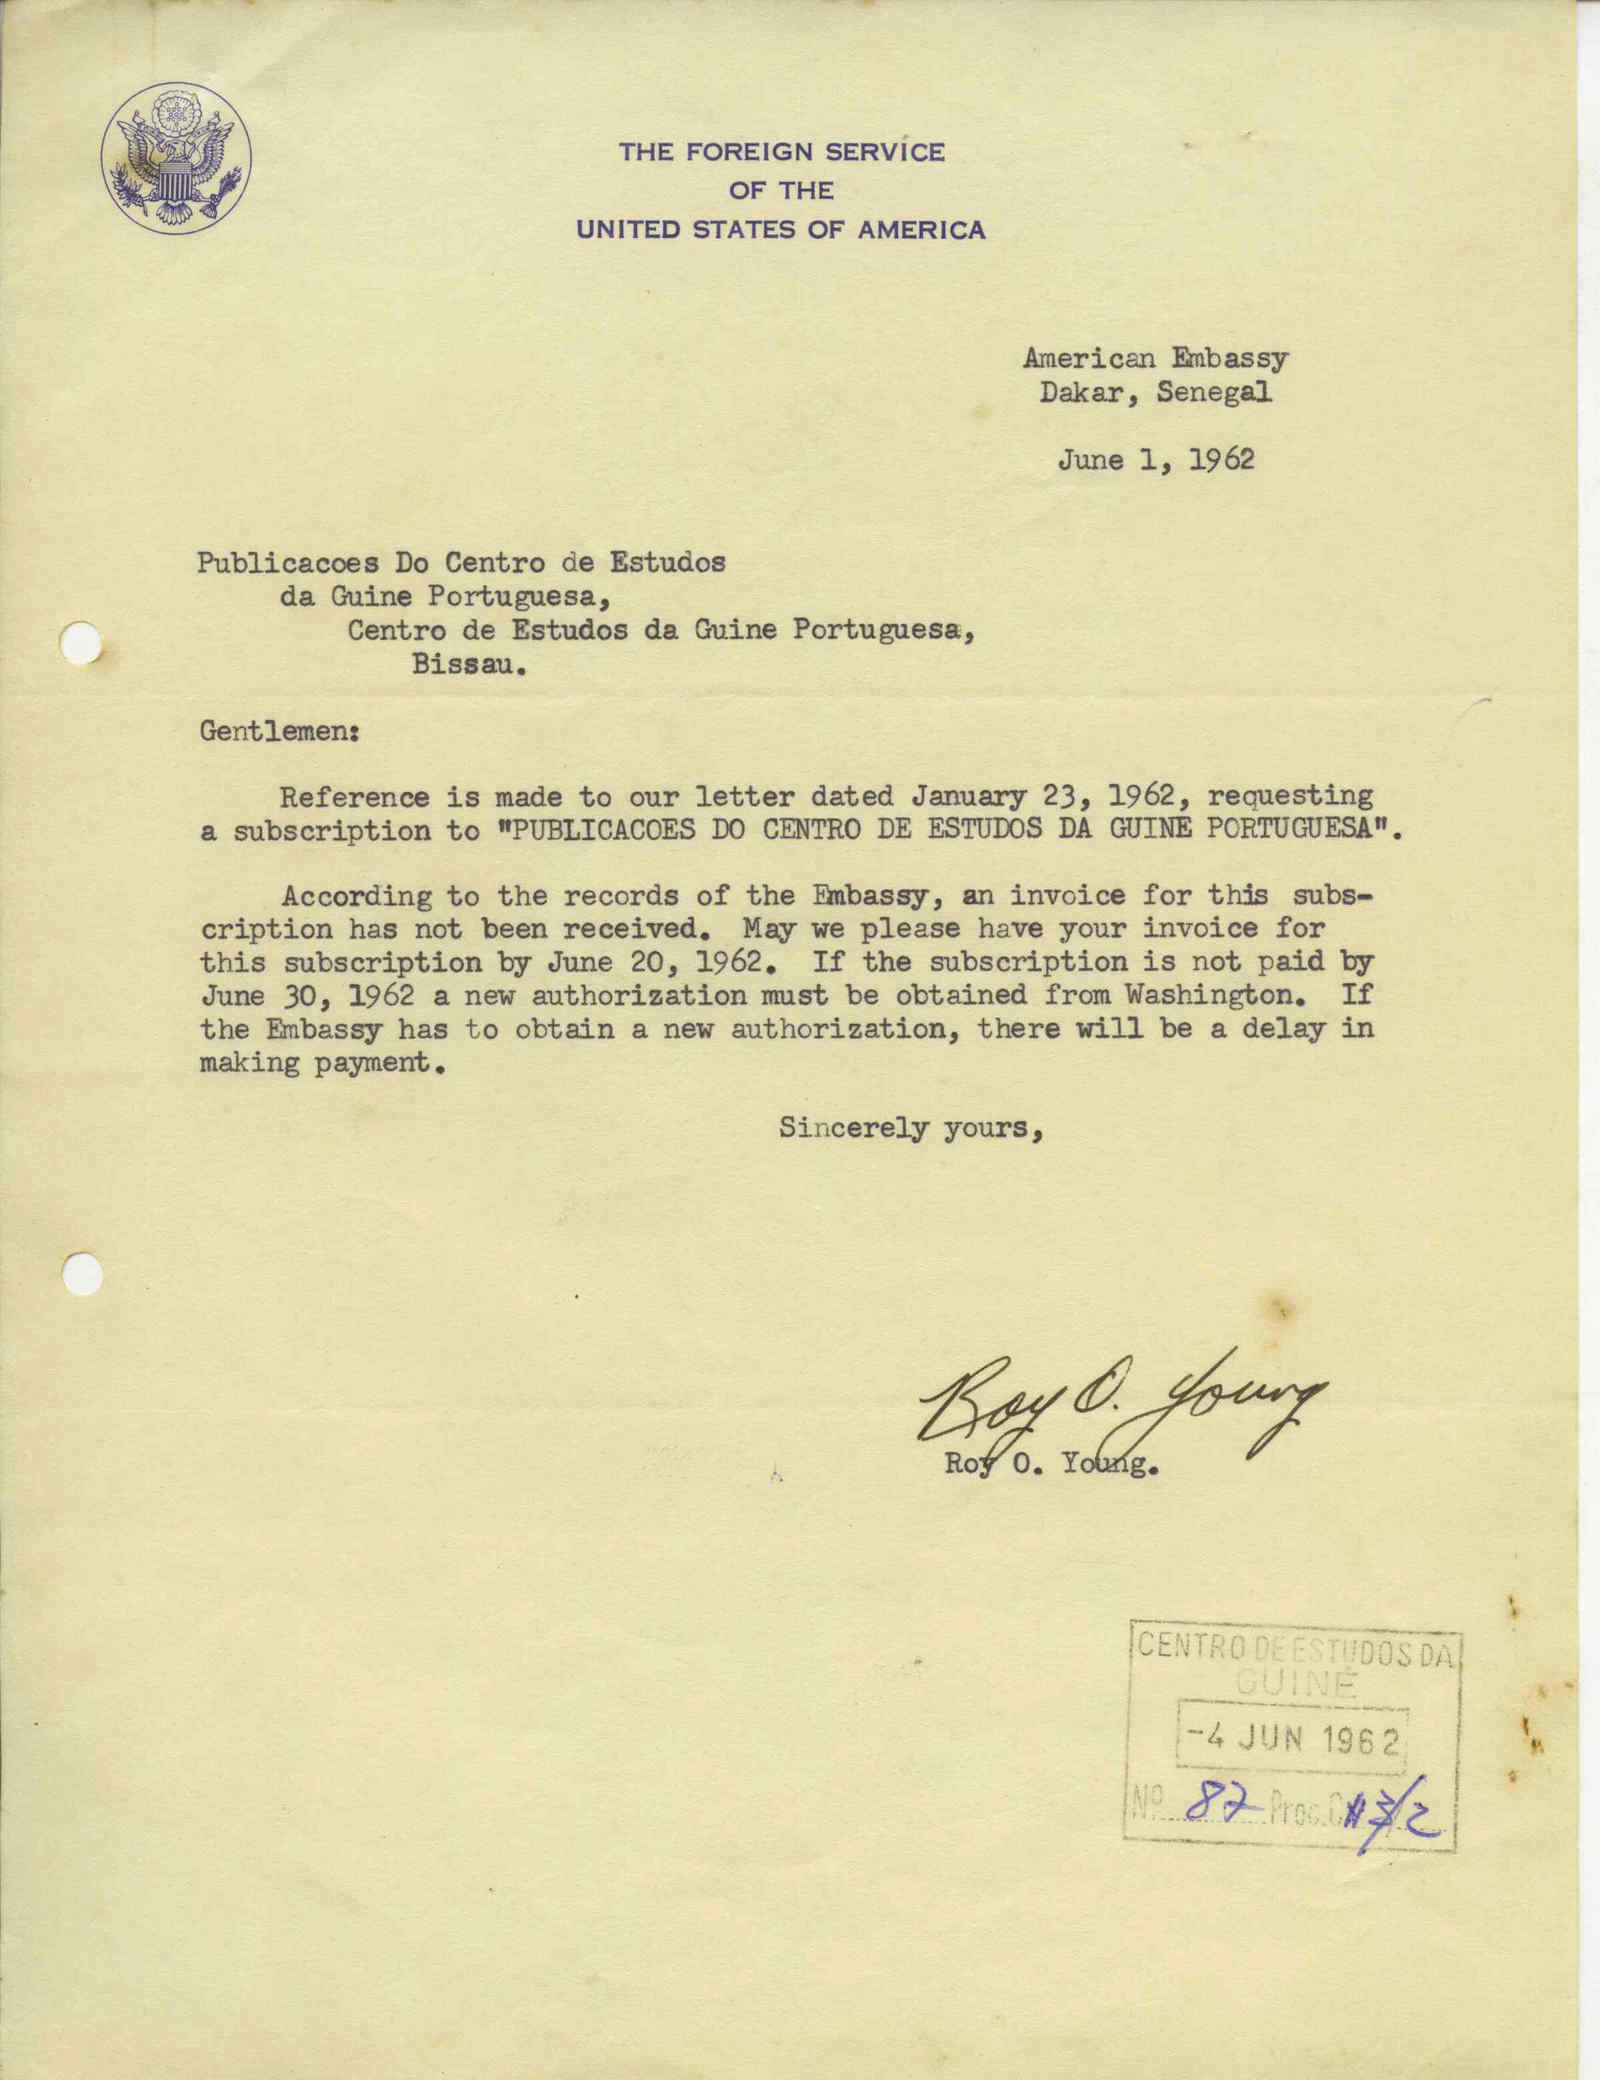 THE FOREIGN SERVICE
OF THE
UNITED STATES OF AMERICA
American Embassy
Dakar, Senegal
June 1, 1962
Publicacoes Do Centro de Estudos
da Guine Portuguesa,
Centro de Estudos da Guine Portuguesa,
Bissau.
Gentlemen:
Reference is made to our letter dated January 23, 1962, requesting
a subscription to "PUBLICACOES DO CENTRO DE ESTUDOS DA GUINE PORTUGUESA".
According to the records of the Embassy, an invoice for this subs-
cription has not been received. May we please have your invoice for
this subscription by June 20, 1962. If the subscription is not paid by
June 30, 1962 a new authorization must be obtained from Washington. If
the Embassy has to obtain a new authorization, there will be a delay in
making payment.
Sincerely yours,
Roy O. Young
Roy O. Young.
CENTRO DE ESTUDOS DA
GUINÉ
-4 JUN 1962
Nº 87 Proc.